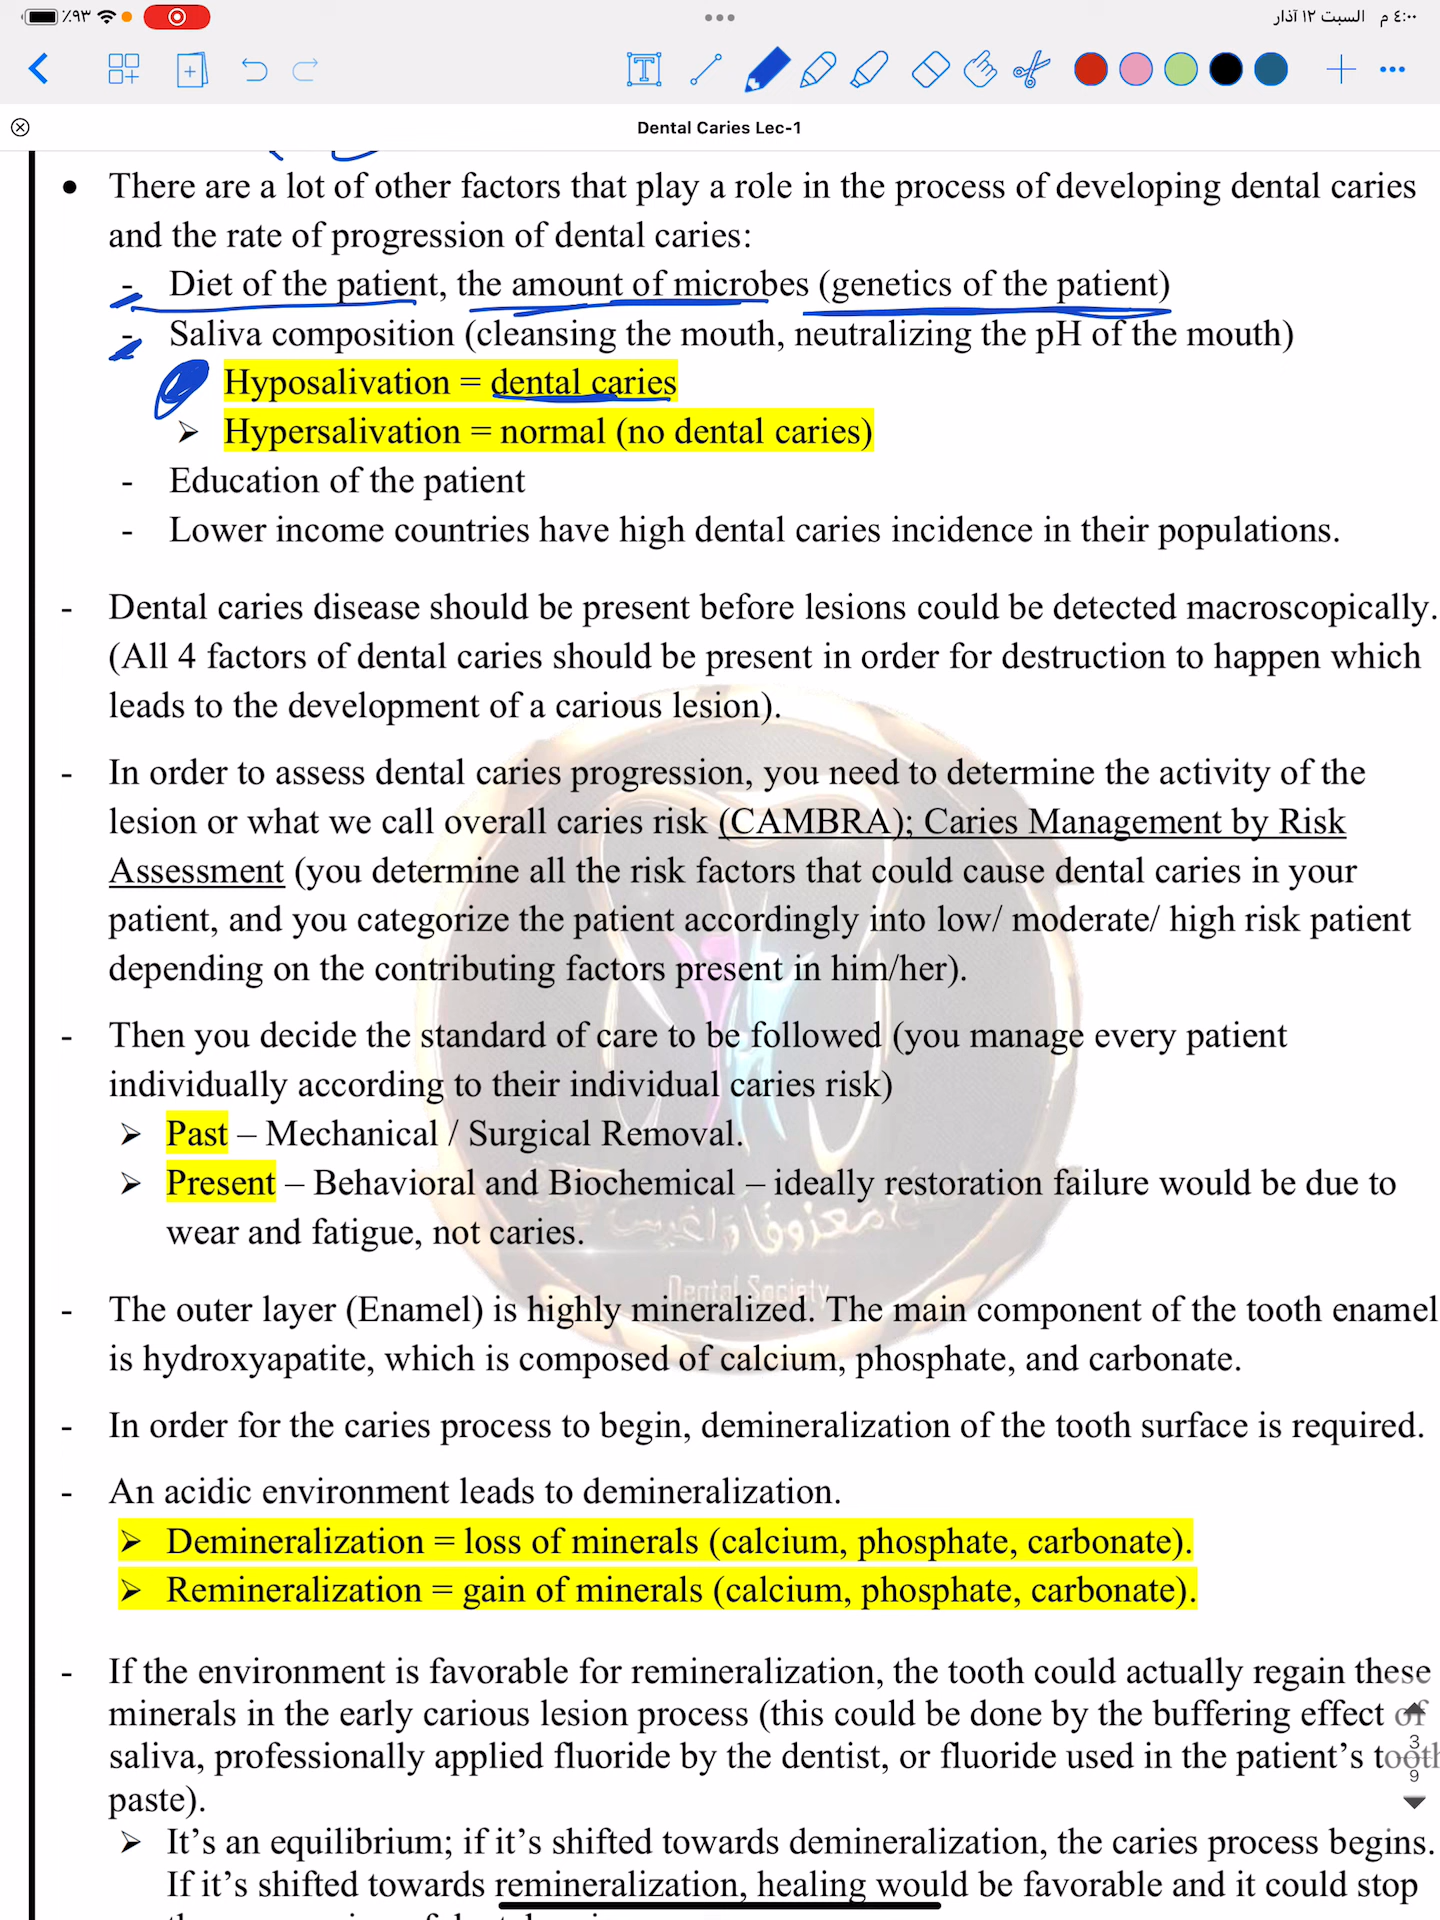 ٪٩٣
السبت ١٢ آذار ٤:٠٠ م
Dental Caries Lec-1
• There are a lot of other factors that play a role in the process of developing dental caries
and the rate of progression of dental caries:
- Diet of the patient, the amount of microbes (genetics of the patient)
- Saliva composition (cleansing the mouth, neutralizing the pH of the mouth)
Hyposalivation = dental caries
➢ Hypersalivation = normal (no dental caries)
- Education of the patient
- Lower income countries have high dental caries incidence in their populations.
- Dental caries disease should be present before lesions could be detected macroscopically.
(All 4 factors of dental caries should be present in order for destruction to happen which
leads to the development of a carious lesion).
- In order to assess dental caries progression, you need to determine the activity of the
lesion or what we call overall caries risk (CAMBRA); Caries Management by Risk
Assessment (you determine all the risk factors that could cause dental caries in your
patient, and you categorize the patient accordingly into low/ moderate/ high risk patient
depending on the contributing factors present in him/her).
- Then you decide the standard of care to be followed (you manage every patient
individually according to their individual caries risk)
➢ Past – Mechanical / Surgical Removal.
➢ Present – Behavioral and Biochemical – ideally restoration failure would be due to
wear and fatigue, not caries.
Dental Society
- The outer layer (Enamel) is highly mineralized. The main component of the tooth enamel
is hydroxyapatite, which is composed of calcium, phosphate, and carbonate.
- In order for the caries process to begin, demineralization of the tooth surface is required.
- An acidic environment leads to demineralization.
➢ Demineralization = loss of minerals (calcium, phosphate, carbonate).
➢ Remineralization = gain of minerals (calcium, phosphate, carbonate).
- If the environment is favorable for remineralization, the tooth could actually regain these
minerals in the early carious lesion process (this could be done by the buffering effect of
saliva, professionally applied fluoride by the dentist, or fluoride used in the patient's tooth
paste).
3
9
➢ It's an equilibrium; if it's shifted towards demineralization, the caries process begins.
If it's shifted towards remineralization, healing would be favorable and it could stop